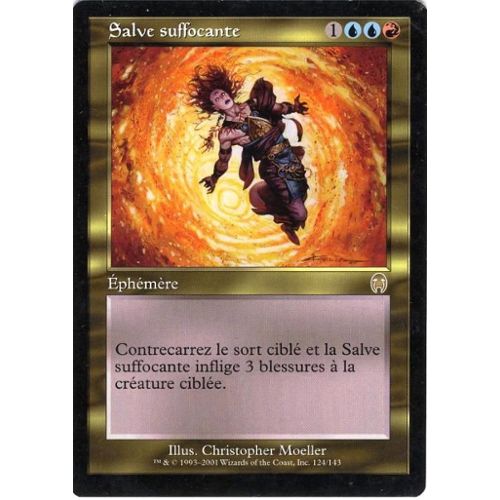 Salve suffocante 1
Éphémère
Contrecarrez le sort ciblé et la Salve
suffocante inflige 3 blessures à la
créature ciblée.
Illus. Christopher Moeller
™ & © 1993–2001 Wizards of the Coast, Inc. 124/143